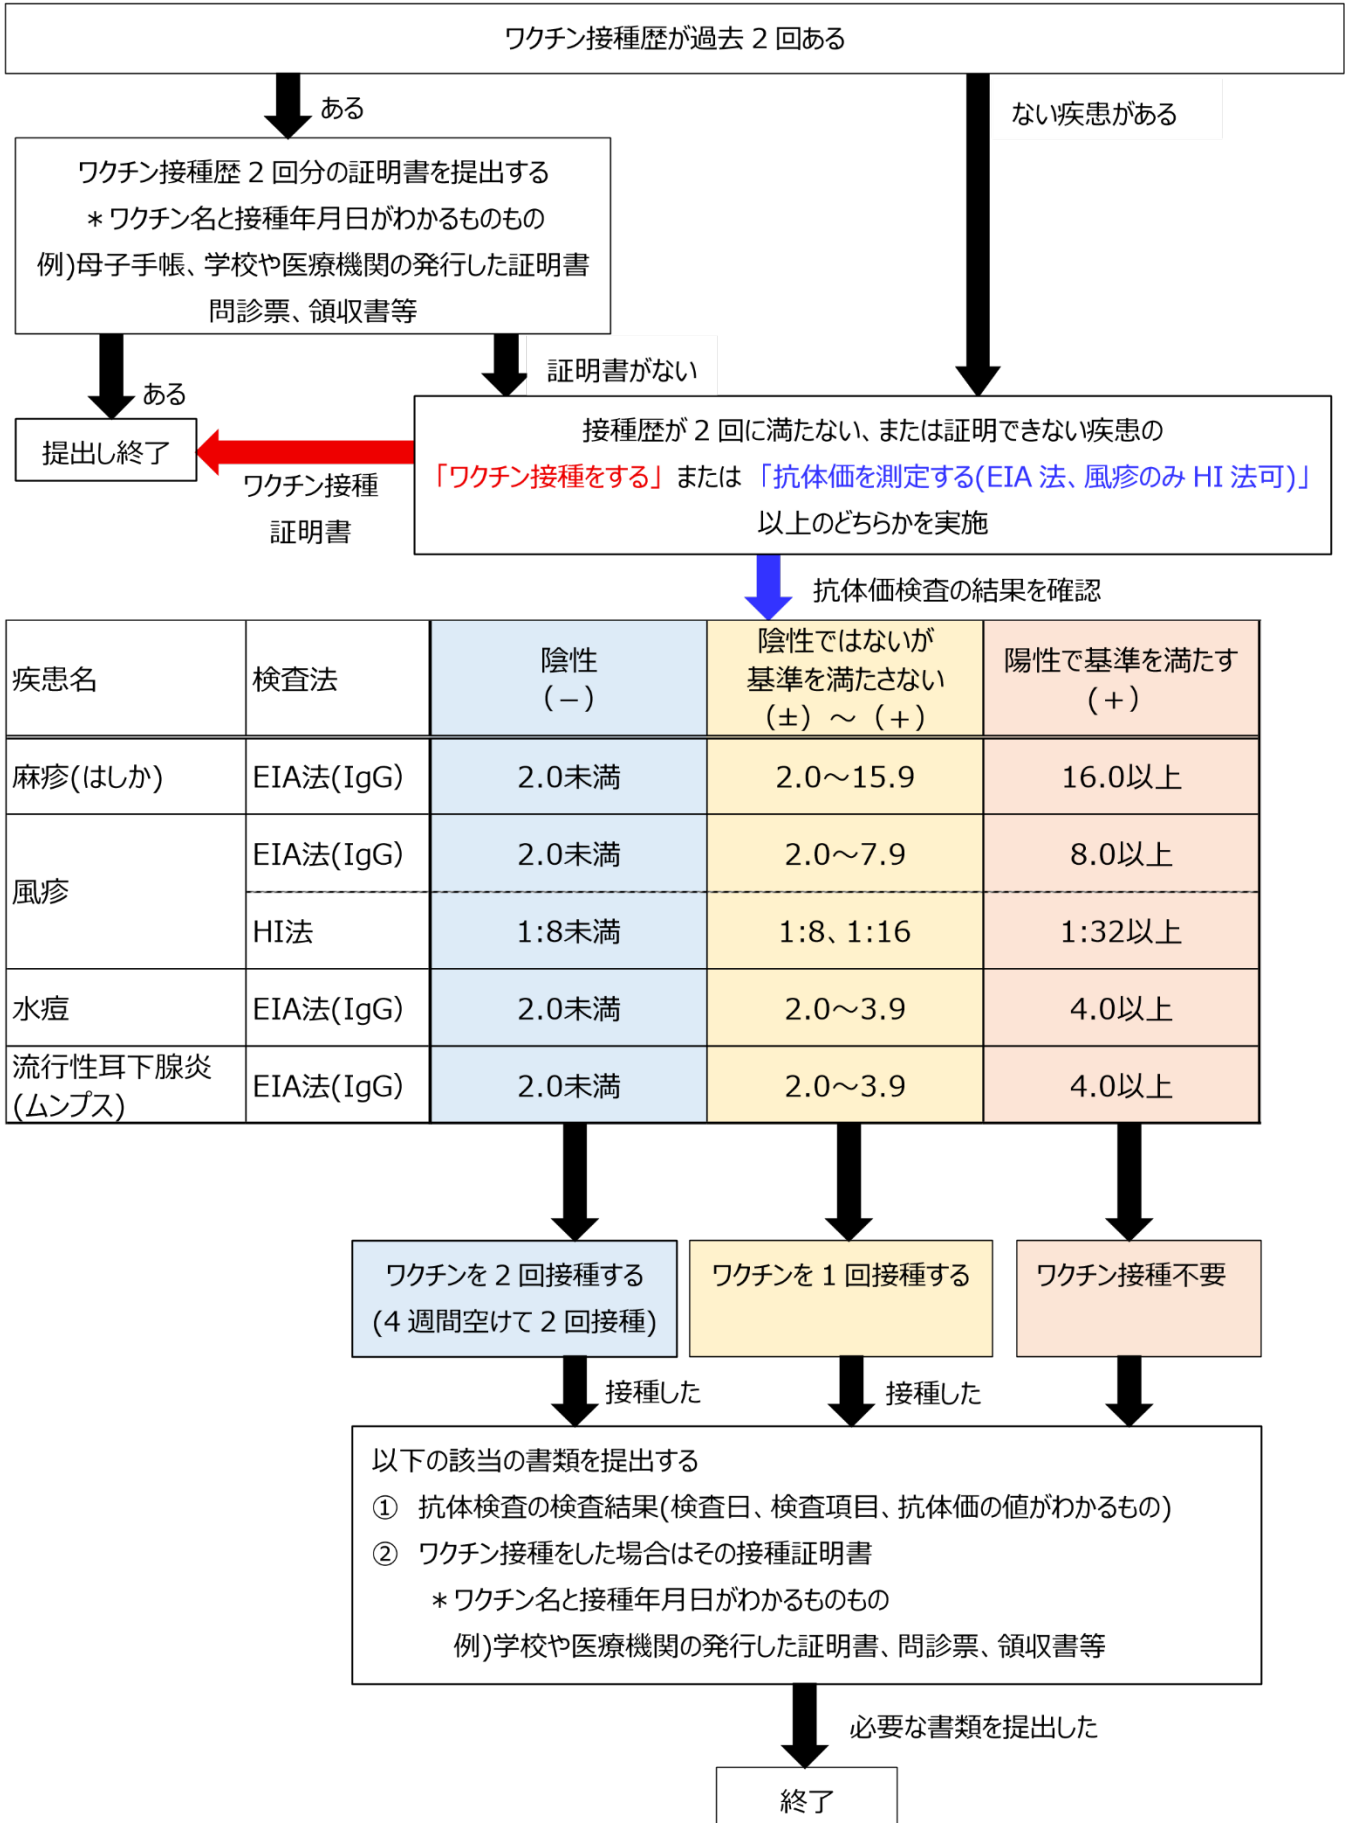 ワクチン接種歴が過去 2 回ある
ある
ない疾患がある
ワクチン接種歴 2 回分の証明書を提出する
＊ワクチン名と接種年月日がわかるものもの
例)母子手帳、学校や医療機関の発行した証明書
問診票、領収書等
ある
証明書がない
提出し終了
ワクチン接種
証明書
接種歴が 2 回に満たない、または証明できない疾患の
「ワクチン接種をする」または「抗体価を測定する(EIA 法、風疹のみ HI 法可)」
以上のどちらかを実施
抗体価検査の結果を確認
疾患名 検査法 陰性 （－） 陰性ではないが 基準を満たさない （±）～（＋） 陽性で基準を満たす （＋）
麻疹(はしか) EIA法(IgG) 2.0未満 2.0～15.9 16.0以上
風疹 EIA法(IgG) 2.0未満 2.0～7.9 8.0以上
HI法 1:8未満 1:8、1:16 1:32以上
水痘 EIA法(IgG) 2.0未満 2.0～3.9 4.0以上
流行性耳下腺炎 (ムンプス) EIA法(IgG) 2.0未満 2.0～3.9 4.0以上
ワクチンを 2 回接種する
(4 週間空けて 2 回接種)
ワクチンを 1 回接種する
ワクチン接種不要
接種した
接種した
以下の該当の書類を提出する
① 抗体検査の検査結果(検査日、検査項目、抗体価の値がわかるもの)
② ワクチン接種をした場合はその接種証明書
＊ワクチン名と接種年月日がわかるものもの
例)学校や医療機関の発行した証明書、問診票、領収書等
必要な書類を提出した
終了